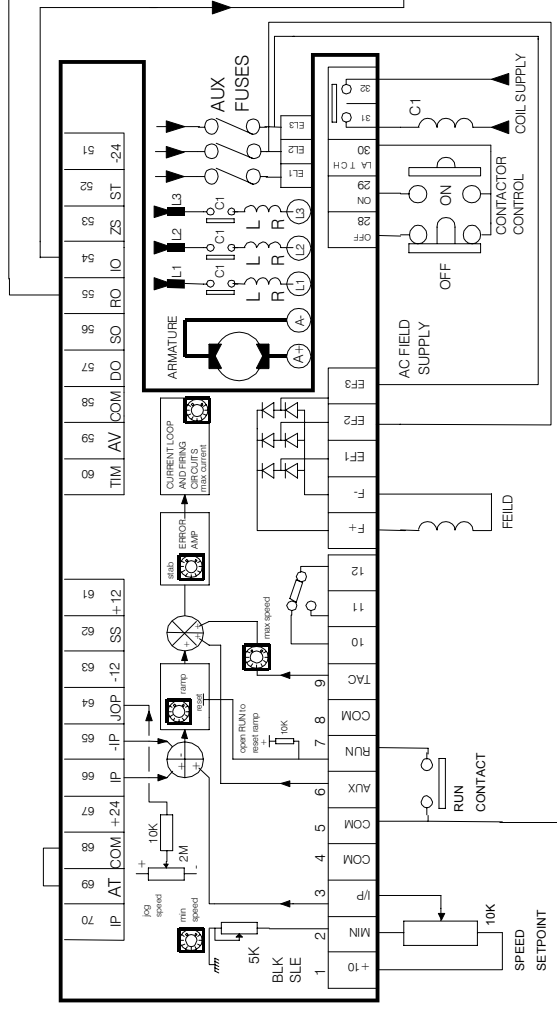 AUX
FUSES
51
-24
52
ST
53
ZS
54
IO
55
RO
56
SO
57
DO
58
COM
59
AV
60
TIM
61
+12
62
SS
63
-12
64
JOP
65
-IP
66
IP
67
+24
68
COM
69
AT
70
IP
EL3
EL2
EL1
L3
L2
L1
C1
C1
C1
L
R
L
R
L
R
L3
L2
L1
ARMATURE
A-
A+
32
31
30
LATCH
29
ON
28
OFF
C1
COIL SUPPLY
ON
OFF
CONTACTOR
CONTROL
AC FIELD
SUPPLY
EF3
EF2
EF1
F-
F+
FEILD
CURRENT LOOP
AND FIRING
CIRCUITS
max current
stab
ERROR
AMP
ramp
reset
max speed
open RUN to
reset ramp
+
10K
+
-
+
+
+
+
10K
2M
+
-
jog
speed
min
speed
5K
BLK
SLE
12
11
10
9
TAC
8
COM
7
RUN
6
AUX
5
COM
4
COM
3
I/P
2
MIN
1
+10
RUN
CONTACT
10K
SPEED
SETPOINT